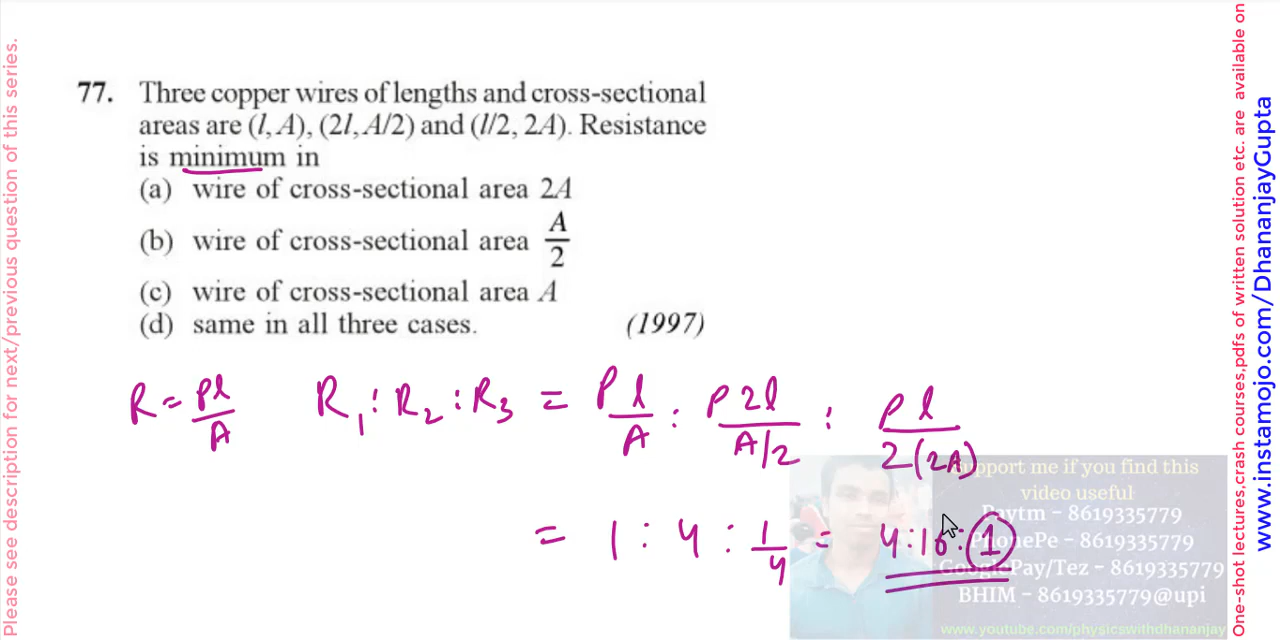 Please see description for next/previous question of this series.
77. Three copper wires of lengths and cross-sectional
areas are (l, A), (2l, A/2) and (l/2, 2A). Resistance
is minimum in
(a) wire of cross-sectional area 2A
(b) wire of cross-sectional area A/2
(c) wire of cross-sectional area A
(d) same in all three cases. (1997)
R = ρl/A R₁ : R₂ : R₃ = ρ l/A : ρ2l/A/2 : ρ l/2(2A)
= 1 : 4 : 1/4 = 4 : 16 : 1
Support me if you find this
video useful
Paytm - 8619335779
PhonePe - 8619335779
GooglePay/Tez - 8619335779
BHIM - 8619335779@upi
www.youtube.com/physicswithdhananjay
One-shot lectures,crash courses,pdfs of written solution etc. are available on
www.instamojo.com/DhananjayGupta